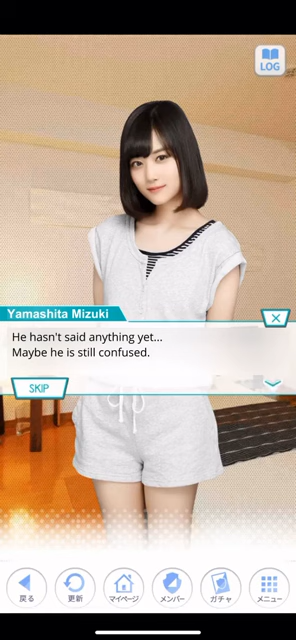 LOG
Yamashita Mizuki
He hasn't said anything yet...
Maybe he is still confused.
SKIP
戻る
更新
マイページ
メンバー
ガチャ
メニュー